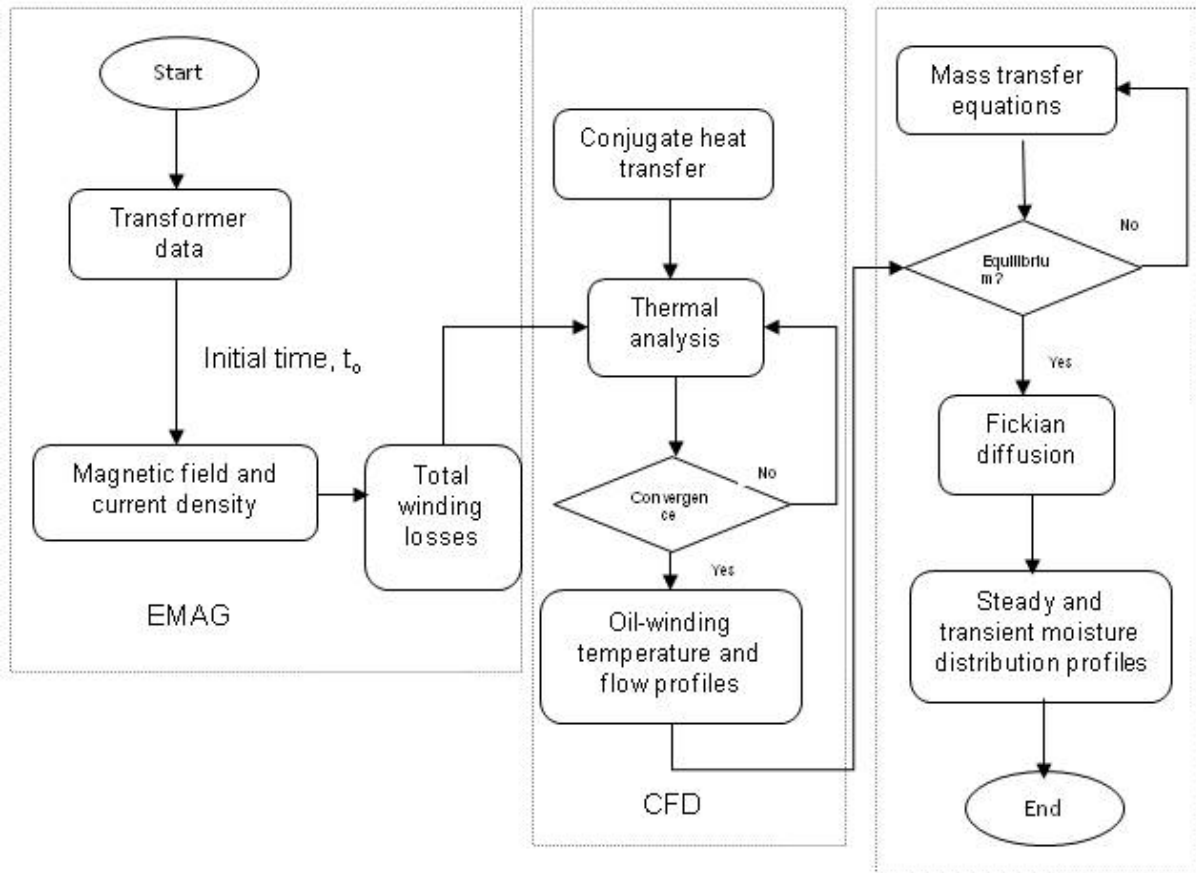 Start
Transformer
data
Initial time, t₀
Magnetic field and
current density
Total
winding
losses
EMAG
Conjugate heat
transfer
Thermal
analysis
No
Convergen
ce
Yes
Oil-winding
temperature and
flow profiles
CFD
Mass transfer
equations
No
Equilibriu
m?
Yes
Fickian
diffusion
Steady and
transient moisture
distribution profiles
End